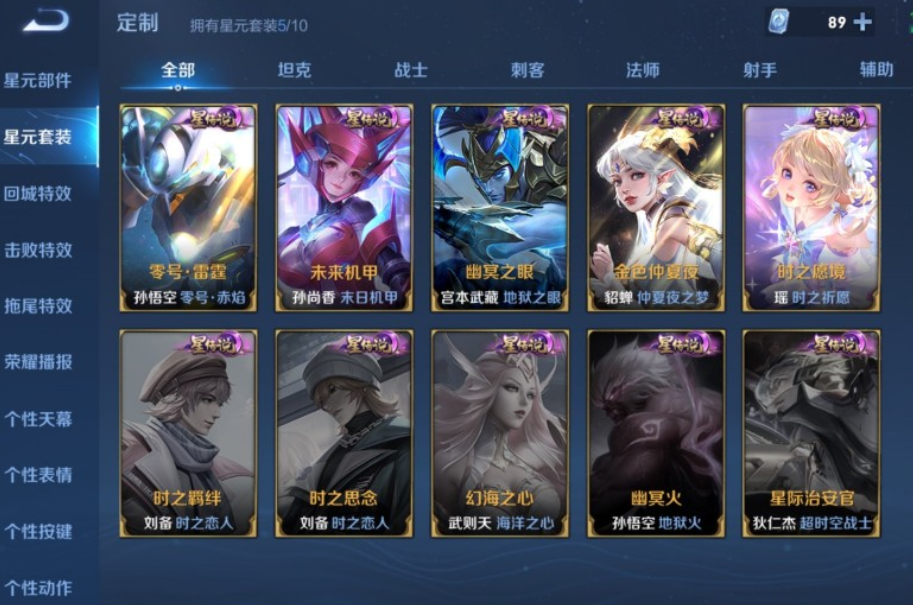 定制
拥有星元套装5/10
89
星元部件
星元套装
回城特效
击败特效
拖尾特效
荣耀播报
个性天幕
个性表情
个性按键
个性动作
全部 坦克 战士 刺客 法师 射手 辅助
星传说 星传说 星传说 星传说 星传说
零号·雷霆 未来机甲 幽冥之眼 金色仲夏夜 时之愿境
孙悟空 零号·赤焰 孙尚香 末日机甲 宫本武藏 地狱之眼 貂蝉 仲夏夜之梦 瑶 时之祈愿
星传说 星传说 星传说 星传说 星传说
时之羁绊 时之思念 幻海之心 幽冥火 星际治安官
刘备 时之恋人 刘备 时之恋人 武则天 海洋之心 孙悟空 地狱火 狄仁杰 超时空战士